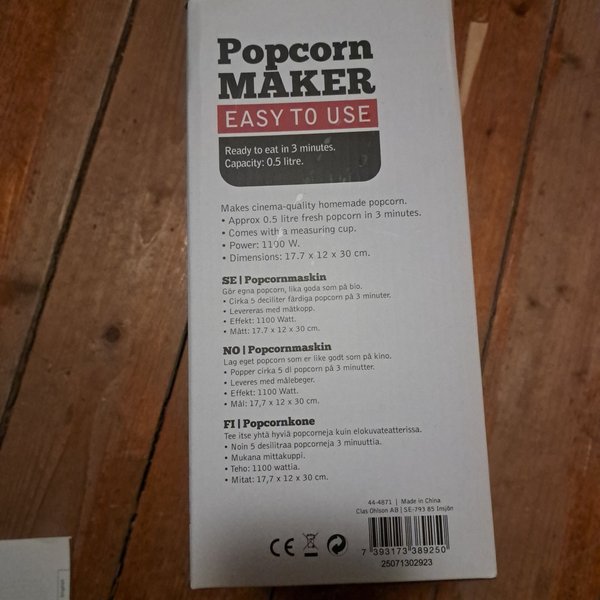 Popcorn
MAKER
EASY TO USE
Ready to eat in 3 minutes.
Capacity: 0.5 litre.
Makes cinema-quality homemade popcorn.
• Approx 0.5 litre fresh popcorn in 3 minutes.
• Comes with a measuring cup.
• Power: 1100 W.
• Dimensions: 17.7 x 12 x 30 cm.
SE | Popcornmaskin
Gör egna popcorn, lika goda som på bio.
• Cirka 5 deciliter färdiga popcorn på 3 minuter.
• Levereras med måttkopp.
• Effekt: 1100 Watt.
• Mått: 17.7 x 12 x 30 cm.
NO | Popcornmaskin
Lag eget popcorn som er like godt som på kino.
• Popper cirka 5 dl popcorn på 3 minutter.
• Leveres med målebeger.
• Effekt: 1100 Watt.
• Mål: 17,7 x 12 x 30 cm.
FI | Popcornkone
Tee itse yhtä hyviä popcorneja kuin elokuvateatterissa.
• Noin 5 desilitraa popcorneja 3 minuuttia.
• Mukana mittakuppi.
• Teho: 1100 wattia.
• Mitat: 17,7 x 12 x 30 cm.
44-4871 | Made in China
Clas Ohlson AB | SE-793 85 Insjön
CE
7 393173 389250
25071302923